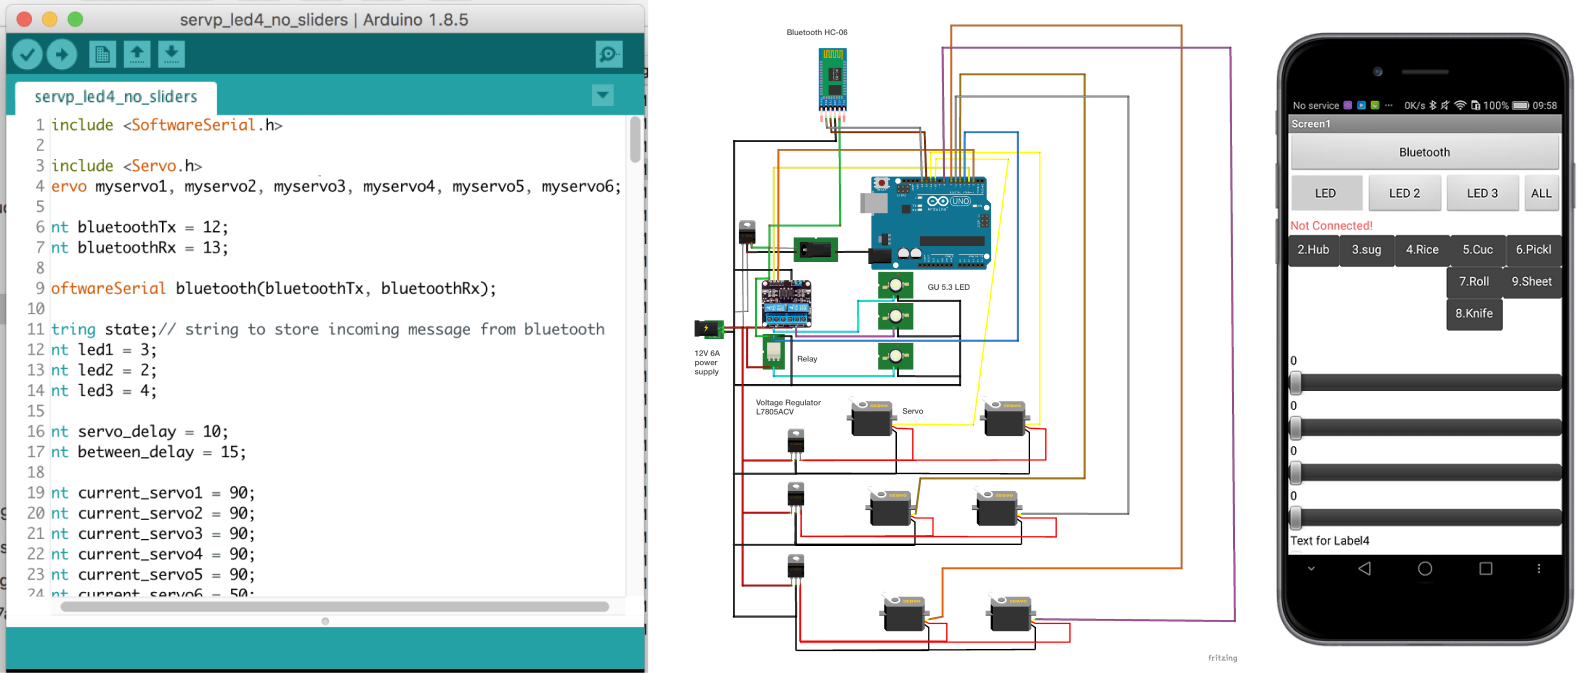 servp_led4_no_sliders | Arduino 1.8.5
servp_led4_no_sliders
1 include <SoftwareSerial.h>
2
3 include <Servo.h>
4 ervo myservo1, myservo2, myservo3, myservo4, myservo5, myservo6;
5
6 nt bluetoothTx = 12;
7 nt bluetoothRx = 13;
8
9 oftwareSerial bluetooth(bluetoothTx, bluetoothRx);
10
11 tring state;// string to store incoming message from bluetooth
12 nt led1 = 3;
13 nt led2 = 2;
14 nt led3 = 4;
15
16 nt servo_delay = 10;
17 nt between_delay = 15;
18
19 nt current_servo1 = 90;
20 nt current_servo2 = 90;
21 nt current_servo3 = 90;
22 nt current_servo4 = 90;
23 nt current_servo5 = 90;
24 nt current_servo6 = 50;
Bluetooth HC-06
UNO
GU 5.3 LED
12V 6A
power
supply
Relay
Voltage Regulator
L7805ACV
Servo
SERVO
SERVO
SERVO
SERVO
SERVO
SERVO
fritzing
No service 0K/s 100% 09:58
Screen1
Bluetooth
LED LED 2 LED 3 ALL
Not Connected!
2.Hub 3.sug 4.Rice 5.Cuc 6.Pickl
7.Roll 9.Sheet
8.Knife
0
0
0
0
Text for Label4